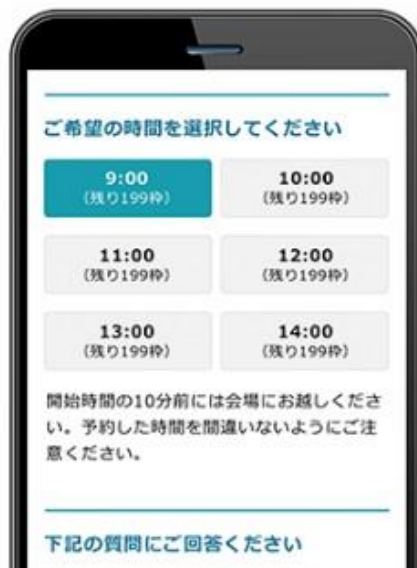 ご希望の時間を選択してください
9:00
(残り199枠)
10:00
(残り199枠)
11:00
(残り199枠)
12:00
(残り199枠)
13:00
(残り199枠)
14:00
(残り199枠)
開始時間の10分前には会場にお越しくださ
い。予約した時間を間違いないようにご注
意ください。
下記の質問にご回答ください